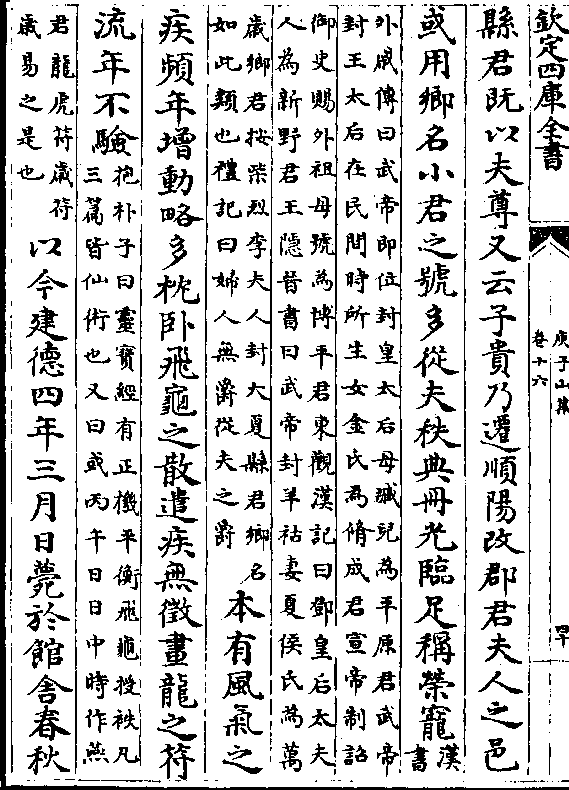 欽定四庫全書
庾子山集
卷十六
四十
縣君既以夫尊又云子貴乃遷順陽改郡君夫人之邑
或用鄉名小君之號多從夫秩典冊光臨足稱榮寵
漢
書
外戚傳曰武帝即位封皇太后母臧兒為平原君武帝
封王太后在民間時所生女金氏為脩成君宣帝制詔
御史賜外祖母號為博平君東觀漢記曰鄧皇后太夫
人為新野君王隱晉書曰武帝封羊祜妻夏侯氏為萬
歲鄉君按柴烈李夫人封大夏縣君鄉名
如此類也禮記曰婦人無爵從夫之爵
本有風氣之
疾頻年增動略多枕卧飛龜之散遣疾無徵畫龍之符
流年不驗
抱朴子曰靈寶經有正機平衡飛龜授袟凡
三篇皆仙術也又曰或丙午日日中時作燕
君龍虎符歲符
歲易之是也
以今建德四年三月日薨於館舍春秋